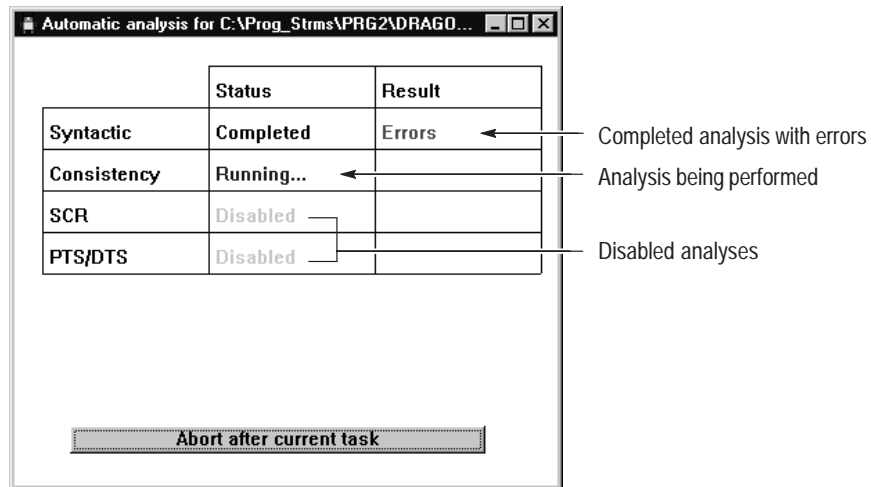 Automatic analysis for C:\Prog_Strms\PRG2\DRAGO...
Status Result
Syntactic Completed Errors
Completed analysis with errors
Consistency Running...
Analysis being performed
SCR Disabled
Disabled analyses
PTS/DTS Disabled
Abort after current task